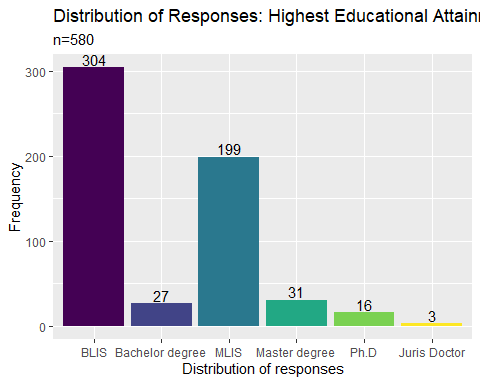 Distribution of Responses: Highest Educational
n=580
Frequency
300
200
100
0
304
27
199
31
16
3
BLIS Bachelor degree MLIS Master degree Ph.D Juris Doctor
Distribution of responses